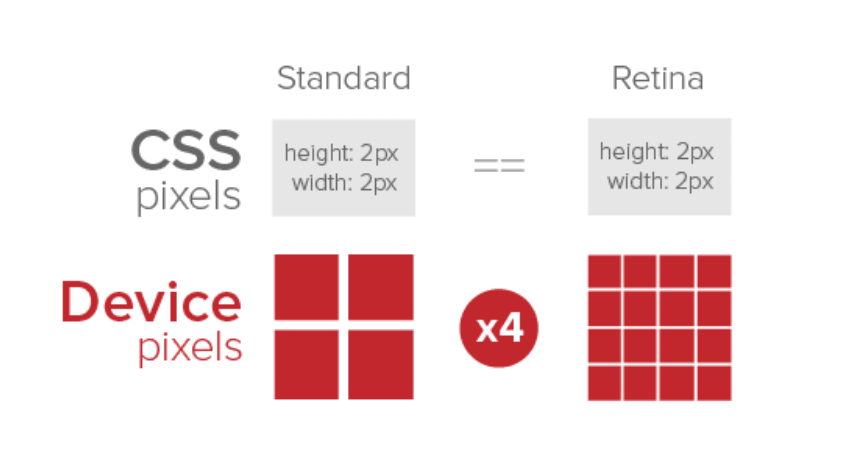 Standard
Retina
CSS
pixels
height: 2px
width: 2px
==
height: 2px
width: 2px
Device
pixels
x4